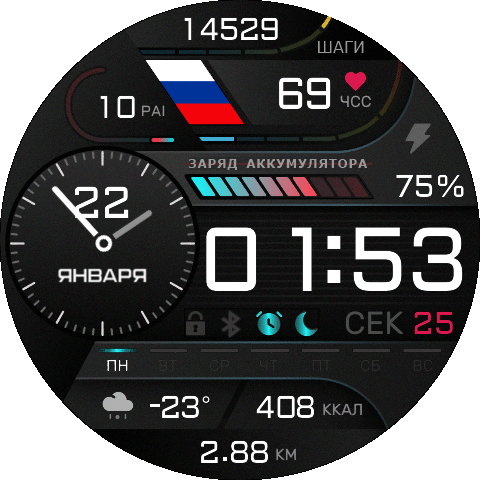 14529
ШАГИ
10 PAI
69 ЧСС
ЗАРЯД АККУМУЛЯТОРА
75%
22
ЯНВАРЯ
01:53
СЕК 25
ПН ВТ СР ЧТ ПТ СБ ВС
-23° 408 ККАЛ
2.88 КМ